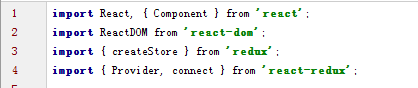 1 import React, { Component } from 'react';
2 import ReactDOM from 'react-dom';
3 import { createStore } from 'redux';
4 import { Provider, connect } from 'react-redux';